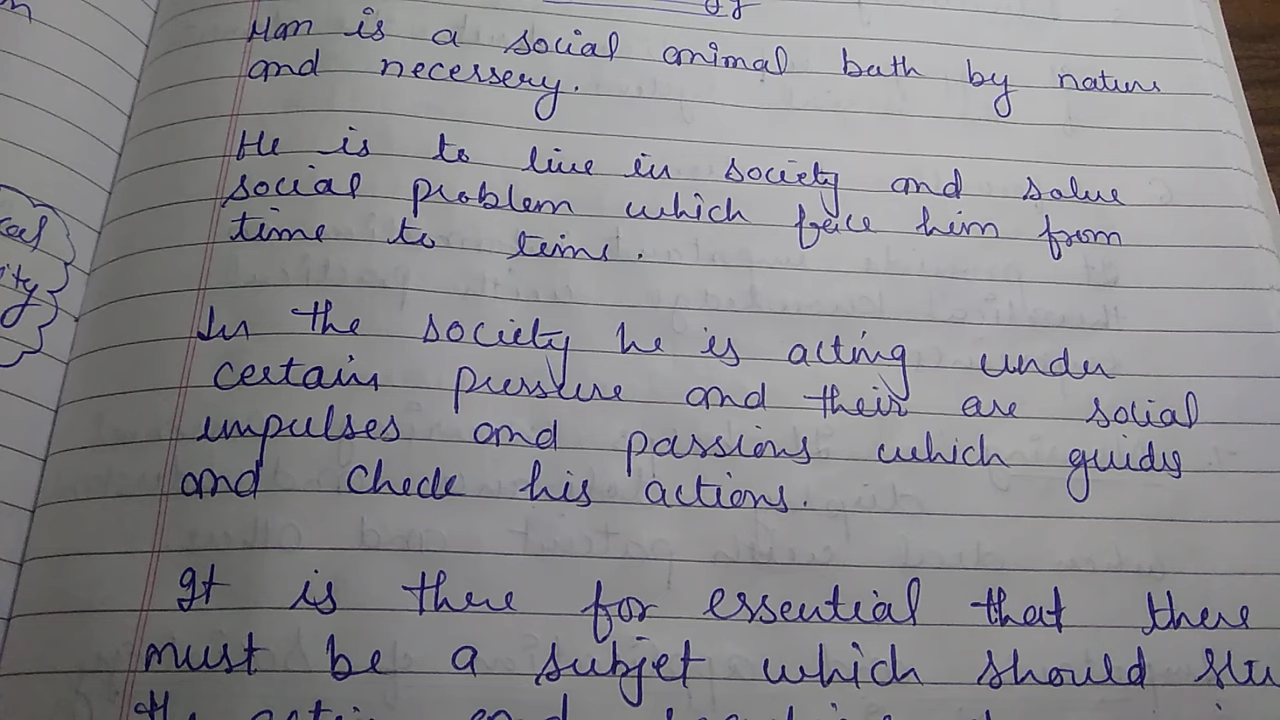 Man is a social animal bath by nature
and necessery.
He is to live in society and salve
social problem which face him from
time to time.
In the society he is acting under
certain pressure and their are social
impulses and passions which guids
and check his actions.
It is there for essential that there
must be a subjet which should stu